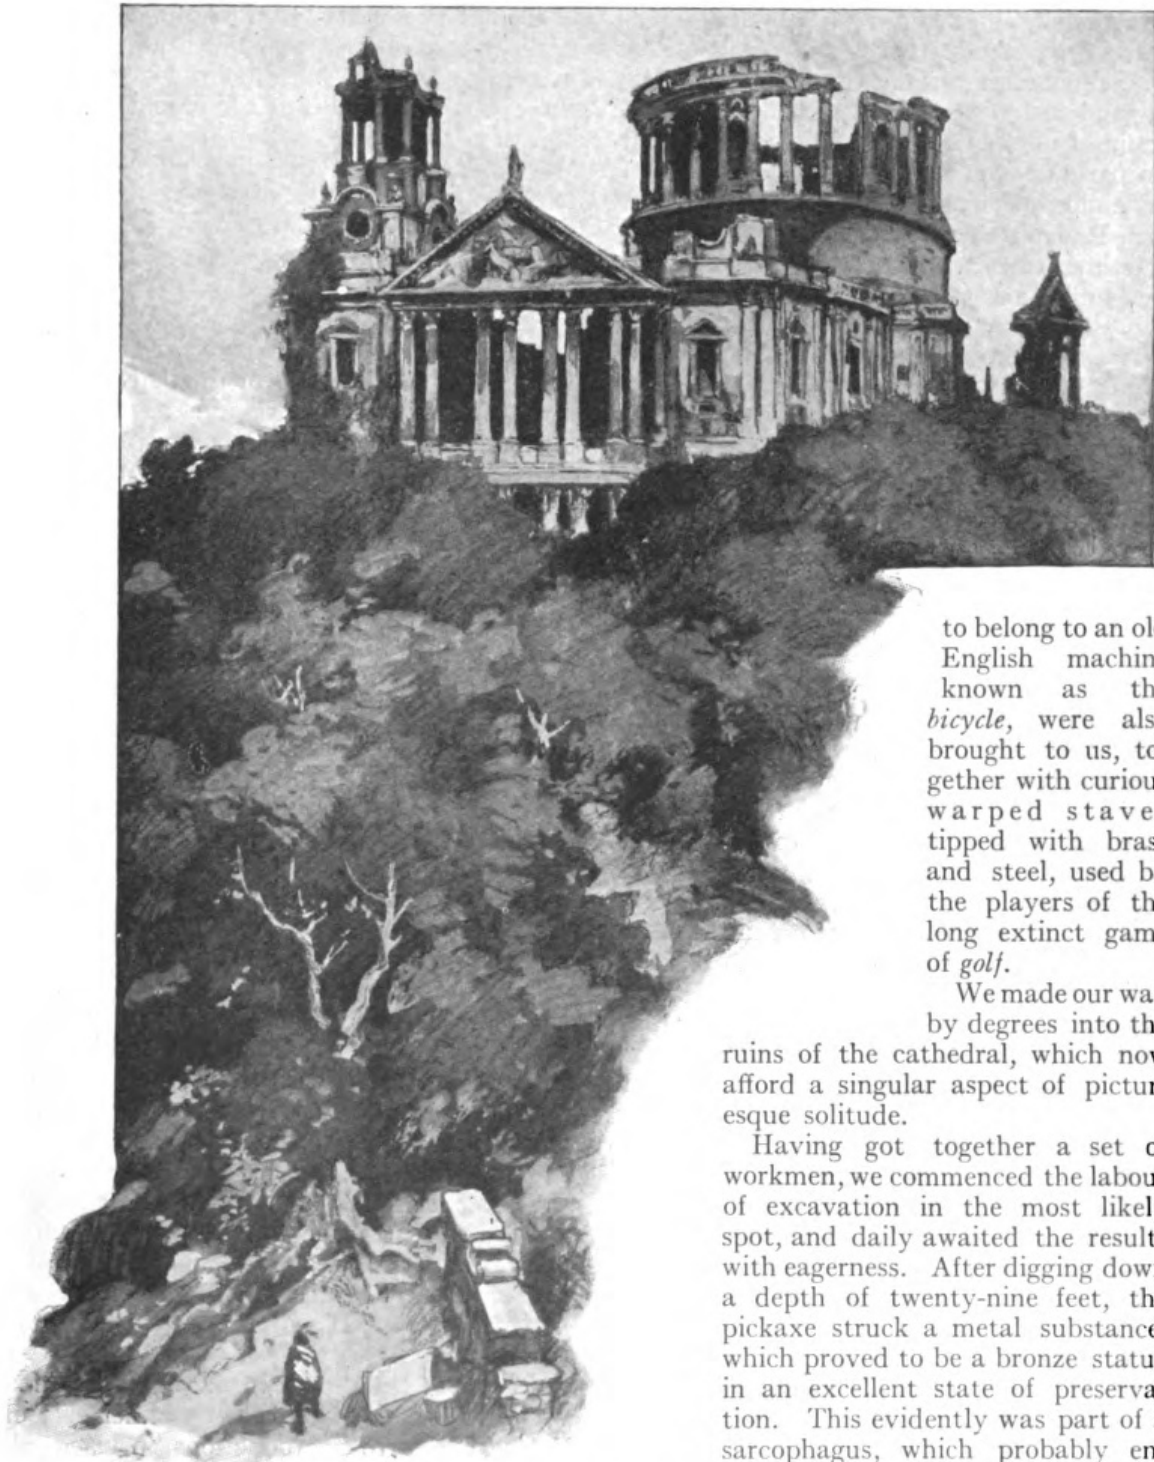 to belong to an ol
English machin
known as th
bicycle, were als
brought to us, to
gether with curiou
warped stave
tipped with bras
and steel, used b
the players of th
long extinct gam
of golf.
We made our wa
by degrees into th
ruins of the cathedral, which no
afford a singular aspect of pictur
esque solitude.
Having got together a set o
workmen, we commenced the labou
of excavation in the most likel
spot, and daily awaited the result
with eagerness. After digging dow
a depth of twenty-nine feet, th
pickaxe struck a metal substance
which proved to be a bronze statu
in an excellent state of preserva
tion. This evidently was part of
sarcophagus, which probably en